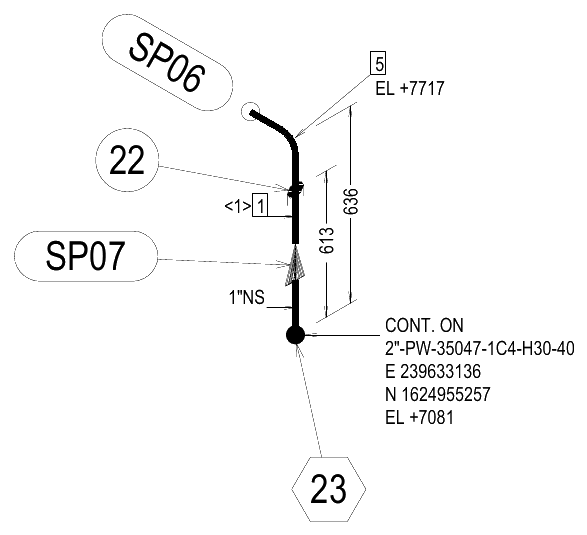 SP06
5
EL +7717
22
<1> 1
636
613
SP07
1"NS
CONT. ON
2"-PW-35047-1C4-H30-40
E 239633136
N 1624955257
EL +7081
23